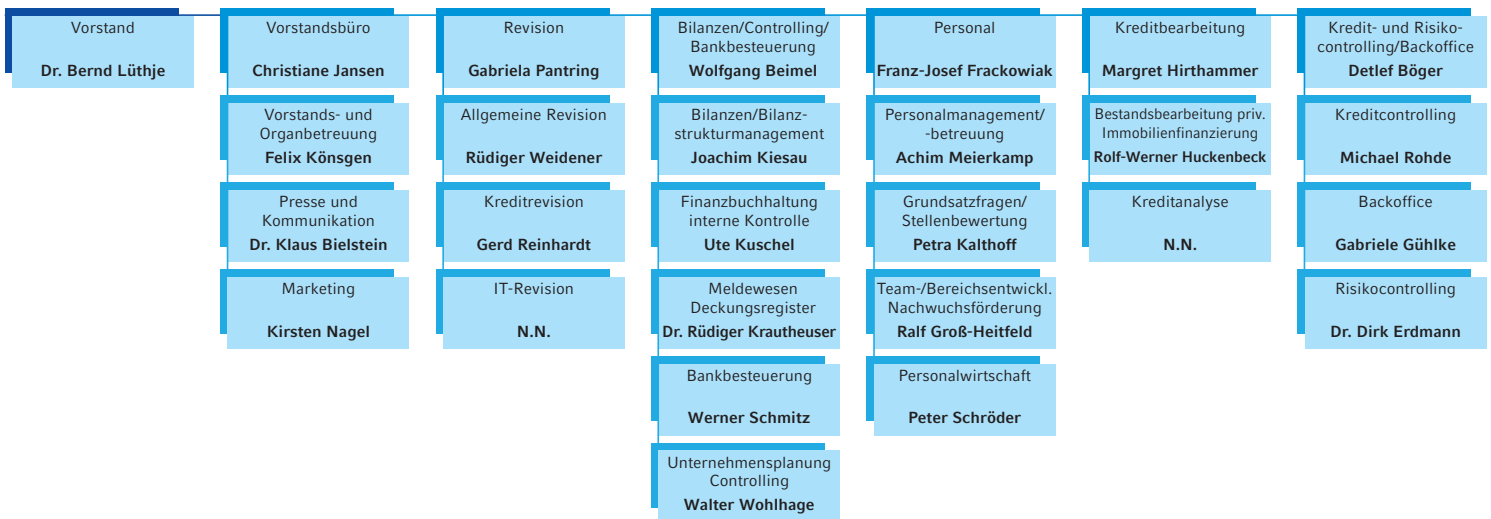 Vorstand
Dr. Bernd Lüthje
Vorstandsbüro
Christiane Jansen
Vorstands- und
Organbetreuung
Felix Könsgen
Presse und
Kommunikation
Dr. Klaus Bielstein
Marketing
Kirsten Nagel
Revision
Gabriela Pantring
Allgemeine Revision
Rüdiger Weidener
Kreditrevision
Gerd Reinhardt
IT-Revision
N.N.
Bilanzen/Controlling/
Bankbesteuerung
Wolfgang Beimel
Bilanzen/Bilanz-
strukturmanagement
Joachim Kiesau
Finanzbuchhaltung
interne Kontrolle
Ute Kuschel
Meldewesen
Deckungsregister
Dr. Rüdiger Krautheuser
Bankbesteuerung
Werner Schmitz
Unternehmensplanung
Controlling
Walter Wohlhage
Personal
Franz-Josef Frackowiak
Personalmanagement/
-betreuung
Achim Meierkamp
Grundsatzfragen/
Stellenbewertung
Petra Kalthoff
Team-/Bereichsentwickl.
Nachwuchsförderung
Ralf Groß-Heitfeld
Personalwirtschaft
Peter Schröder
Kreditbearbeitung
Margret Hirthammer
Bestandsbearbeitung priv.
Immobilienfinanzierung
Rolf-Werner Huckenbeck
Kreditanalyse
N.N.
Kredit- und Risiko-
controlling/Backoffice
Detlef Böger
Kreditcontrolling
Michael Rohde
Backoffice
Gabriele Gühlke
Risikocontrolling
Dr. Dirk Erdmann